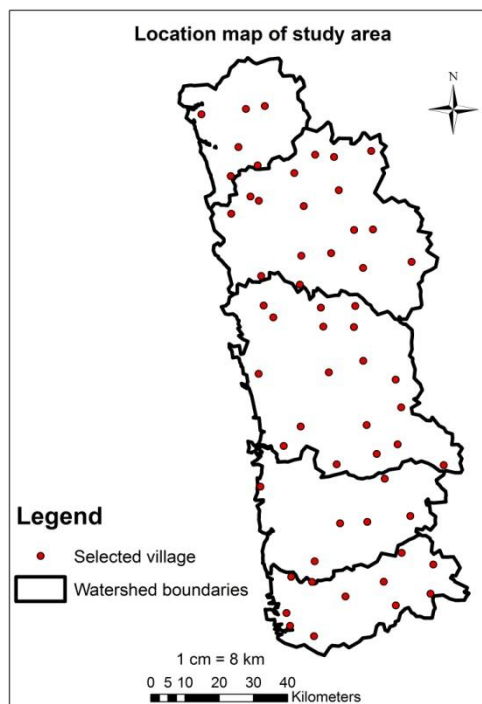 Location map of study area
N
Legend
Selected village
Watershed boundaries
1 cm = 8 km
0 5 10 20 30 40
Kilometers